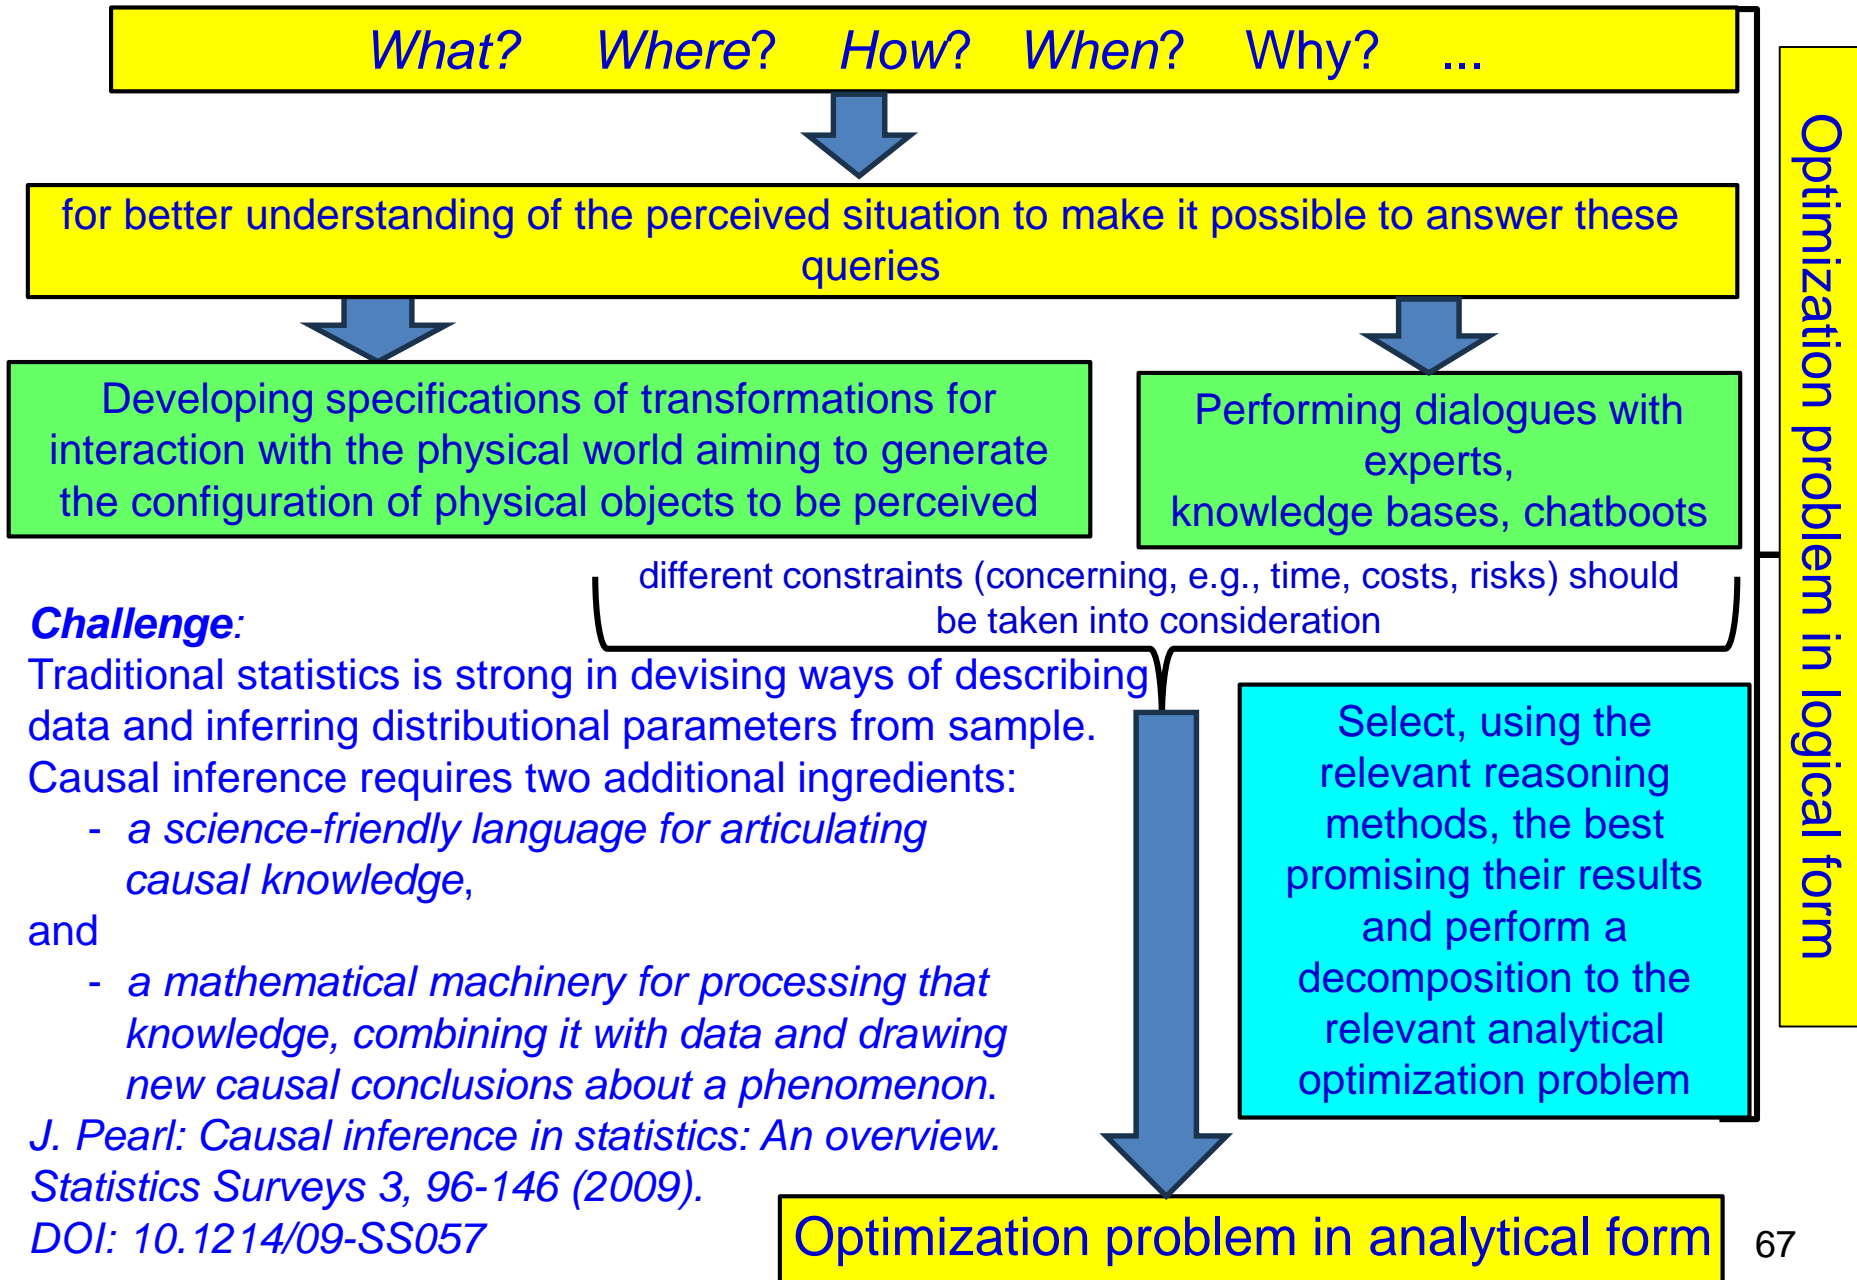 What? Where? How? When? Why? ...
for better understanding of the perceived situation to make it possible to answer these
queries
Developing specifications of transformations for
interaction with the physical world aiming to generate
the configuration of physical objects to be perceived
Performing dialogues with
experts,
knowledge bases, chatboots
different constraints (concerning, e.g., time, costs, risks) should
be taken into consideration
Challenge:
Traditional statistics is strong in devising ways of describing
data and inferring distributional parameters from sample.
Causal inference requires two additional ingredients:
- a science-friendly language for articulating
causal knowledge,
and
- a mathematical machinery for processing that
knowledge, combining it with data and drawing
new causal conclusions about a phenomenon.
J. Pearl: Causal inference in statistics: An overview.
Statistics Surveys 3, 96-146 (2009).
DOI: 10.1214/09-SS057
Select, using the
relevant reasoning
methods, the best
promising their results
and perform a
decomposition to the
relevant analytical
optimization problem
Optimization problem in logical form
Optimization problem in analytical form
67